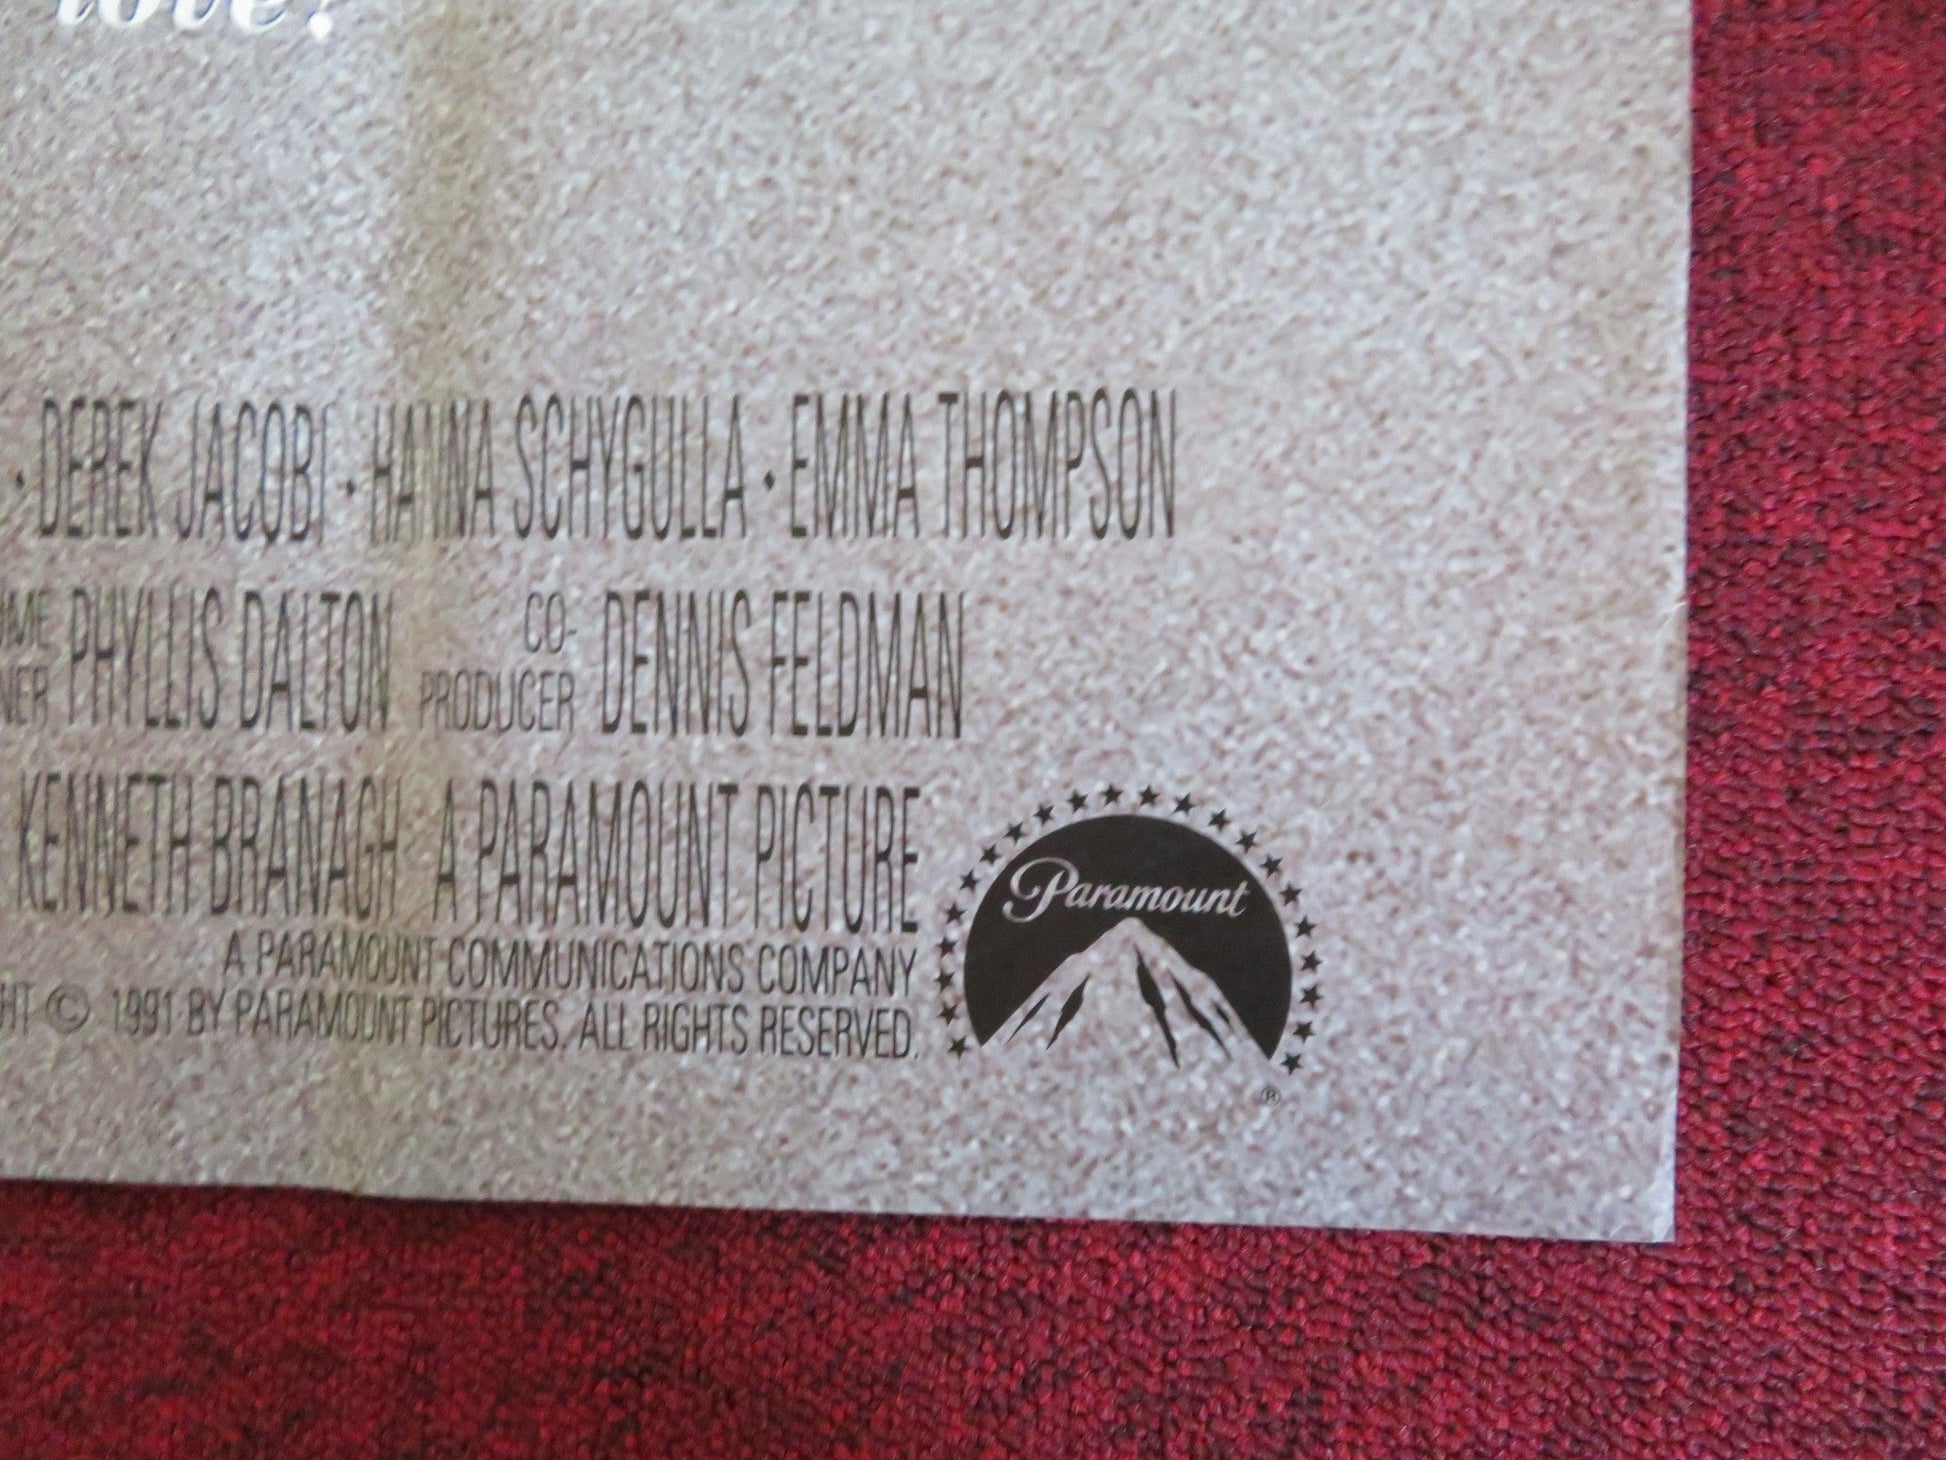 love?
· DEREK JACOBI · HANNA SCHYGULLA · EMMA THOMPSON
PHYLLIS DALTON CO-PRODUCER DENNIS FELDMAN
KENNETH BRANAGH A PARAMOUNT PICTURE
A PARAMOUNT COMMUNICATIONS COMPANY
© 1991 BY PARAMOUNT PICTURES. ALL RIGHTS RESERVED.
Paramount
®